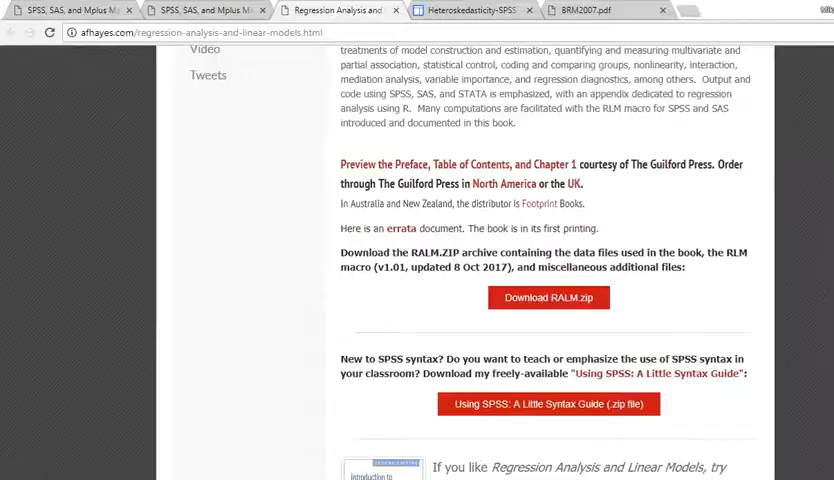 SPSS, SAS, and Mplus Ma
SPSS, SAS, and Mplus M
Regression Analysis and
Heteroskedasticity-SPSS
BRM2007.pdf
afhayes.com/regression-analysis-and-linear-models.html
Video
Tweets
treatments of model construction and estimation, quantifying and measuring multivariate and
partial association, statistical control, coding and comparing groups, nonlinearity, interaction,
mediation analysis, variable importance, and regression diagnostics, among others. Output and
code using SPSS, SAS, and STATA is emphasized, with an appendix dedicated to regression
analysis using R. Many computations are facilitated with the RLM macro for SPSS and SAS
introduced and documented in this book.
Preview the Preface, Table of Contents, and Chapter 1 courtesy of The Guilford Press. Order
through The Guilford Press in North America or the UK.
In Australia and New Zealand, the distributor is Footprint Books.
Here is an errata document. The book is in its first printing.
Download the RALM.ZIP archive containing the data files used in the book, the RLM
macro (v1.01, updated 8 Oct 2017), and miscellaneous additional files:
Download RALM.zip
New to SPSS syntax? Do you want to teach or emphasize the use of SPSS syntax in
your classroom? Download my freely-available "Using SPSS: A Little Syntax Guide":
Using SPSS: A Little Syntax Guide (.zip file)
Introduction to
If you like Regression Analysis and Linear Models, try